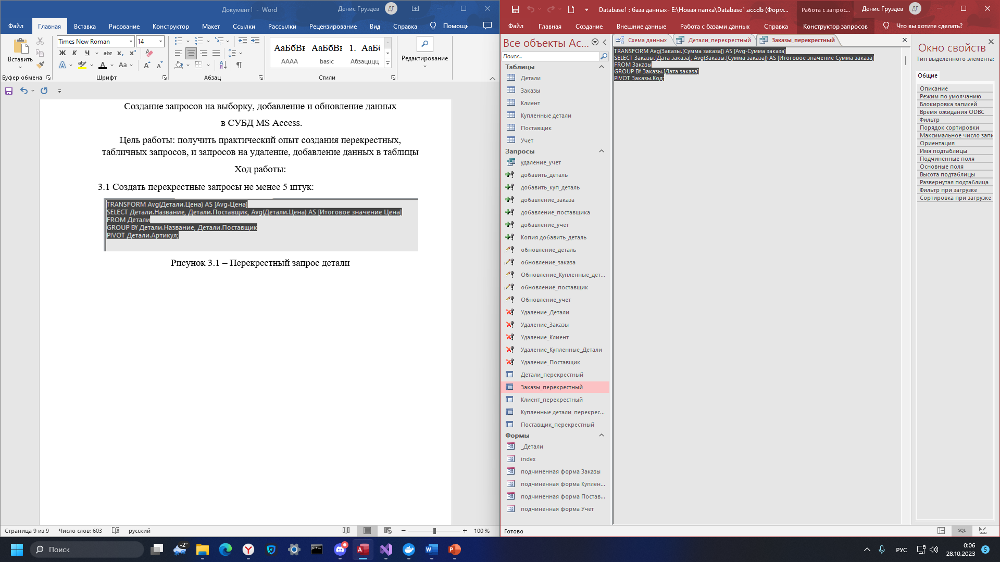 Документ1 - Word
Денис Груздев
ДГ
Файл
Главная
Вставка
Рисование
Конструктор
Макет
Ссылки
Рассылки
Рецензирование
Вид
Справка
Помощь
Вставить
Буфер обмена
Times New Roman
14
Ж К Ч abc x₂ x²
Aa
Шрифт
Абзац
АаБбВв
АААА
АаБбВв
basic
1. АаБб
Абзацццц
Стили
Редактирование
Создание запросов на выборку, добавление и обновление данных
в СУБД MS Access.
Цель работы: получить практический опыт создания перекрестных,
табличных запросов, и запросов на удаление, добавление данных в таблицы
Ход работы:
3.1 Создать перекрестные запросы не менее 5 штук:
TRANSFORM Avg(Детали.Цена) AS [Avg-Цена]
SELECT Детали.Название, Детали.Поставщик, Avg(Детали.Цена) AS [Итоговое значение Цена]
FROM Детали
GROUP BY Детали.Название, Детали.Поставщик
PIVOT Детали.Артикул;
Рисунок 3.1 – Перекрестный запрос детали
Страница 9 из 9
Число слов: 603
русский
100 %
Database1 : база данных- E:\Новая папка\Database1.accdb (Форм...
Работа с запрос...
Денис Груздев
ДГ
Файл
Главная
Создание
Внешние данные
Работа с базами данных
Справка
Конструктор запросов
Что вы хотите сделать?
Все объекты Ac...
Поиск...
Таблицы
Детали
Заказы
Клиент
Купленные детали
Поставщик
Учет
Запросы
удаление_учет
добавить_деталь
добавить_куп_деталь
добавление_заказа
добавление_поставщика
добавление_учет
Копия добавить_деталь
обновление_деталь
обновление_заказа
Обновление_Купленные_дет...
обновление_поставщик
Обновление_учет
Удаление_Детали
Удаление_Заказы
Удаление_Клиент
Удаление_Купленные_Детали
Удаление_Поставщик
Детали_перекрестный
Заказы_перекрестный
Клиент_перекрестный
Купленные детали_перекрес...
Поставщик_перекрестный
Формы
_Детали
index
подчиненная форма Заказы
подчиненная форма Куплен...
подчиненная форма Постав...
подчиненная форма Учет
Схема данных
Детали_перекрестный
Заказы_перекрестный
TRANSFORM Avg(Заказы.[Сумма заказа]) AS [Avg-Сумма заказа]
SELECT Заказы.[Дата заказа], Avg(Заказы.[Сумма заказа]) AS [Итоговое значение Сумма заказа]
FROM Заказы
GROUP BY Заказы.[Дата заказа]
PIVOT Заказы.Код;
Окно свойств
Тип выделенного элемента:
Общие
Описание
Режим по умолчанию
Блокировка записей
Время ожидания ODBC
Фильтр
Порядок сортировки
Максимальное число запи
Ориентация
Имя подтаблицы
Подчиненные поля
Основные поля
Высота подтаблицы
Развернутая подтаблица
Фильтр при загрузке
Сортировка при загрузке
Готово
SQL
Поиск
-2°
РУС
0:06
28.10.2023
5